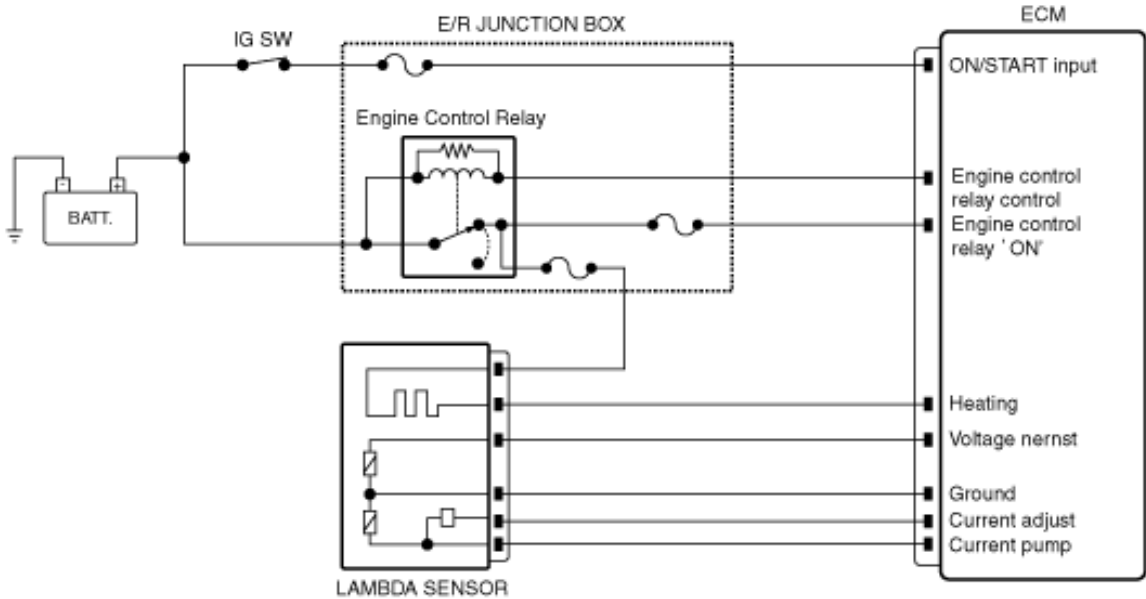 ECM
E/R JUNCTION BOX
IG SW
ON/START input
Engine Control Relay
- +
BATT.
Engine control
relay control
Engine control
relay 'ON'
Heating
Voltage nernst
Ground
Current adjust
Current pump
LAMBDA SENSOR